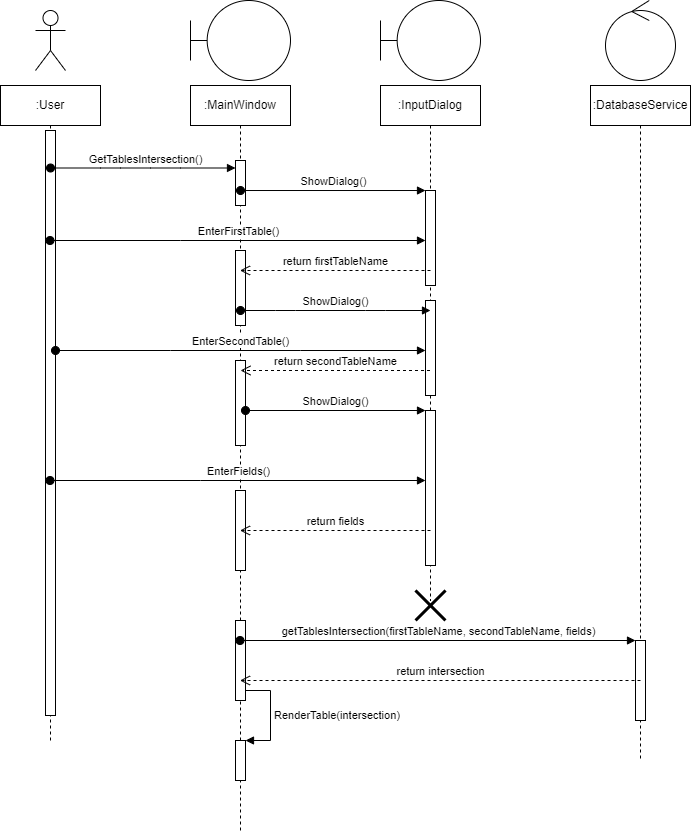 :User
:MainWindow
:InputDialog
:DatabaseService
GetTablesIntersection()
ShowDialog()
EnterFirstTable()
return firstTableName
ShowDialog()
EnterSecondTable()
return secondTableName
ShowDialog()
EnterFields()
return fields
getTablesIntersection(firstTableName, secondTableName, fields)
return intersection
RenderTable(intersection)